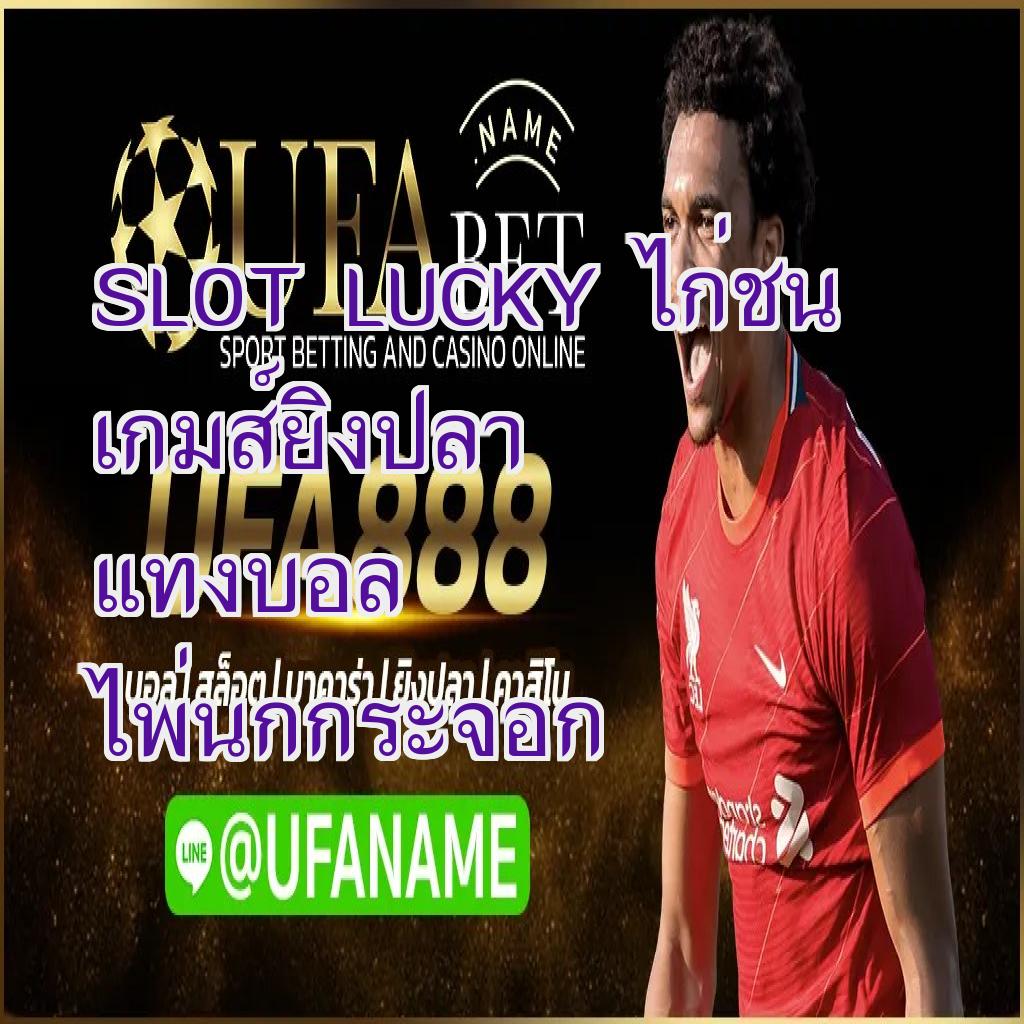 .NAME
UFA
BET
SLOT LUCKY ไก่ชน
SPORT BETTING AND CASINO ONLINE
เกมส์ยิงปลา
UFA888
แทงบอล
บอล | สล็อต | บาคาร่า | ยิงปลา | คาสิโน
ไพ่นกกระจอก
LINE @UFANAME